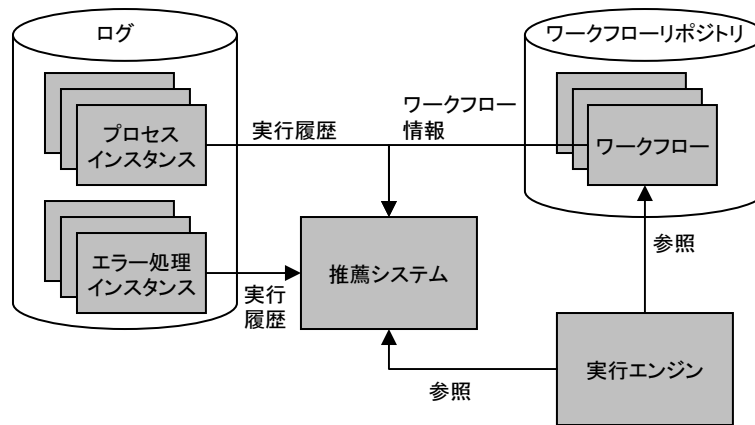 ログ
ワークフローリポジトリ
プロセス
インスタンス
実行履歴
ワークフロー
情報
ワークフロー
エラー処理
インスタンス
実行
履歴
推薦システム
参照
参照
実行エンジン